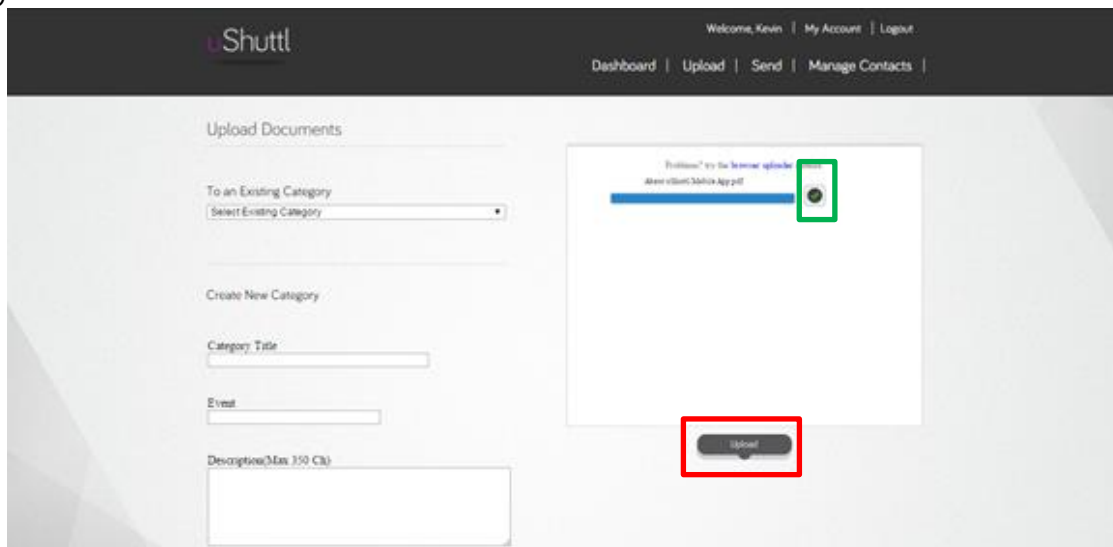 uShuttl
Welcome, Kevin | My Account | Logout
Dashboard | Upload | Send | Manage Contacts |
Upload Documents
To an Existing Category
Select Existing Category
Create New Category
Category Title
Event
Description(Max 350 Ch)
Problems? try the browser uploader
Mobile App.pdf
Upload